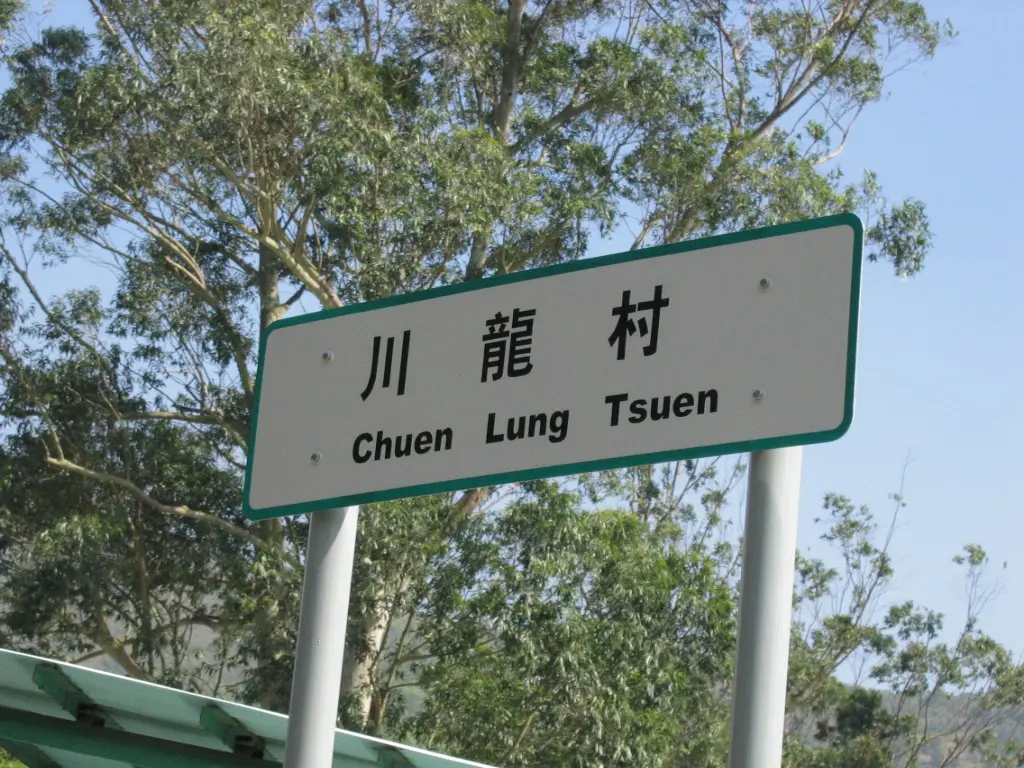 川龍村
Chuen Lung Tsuen